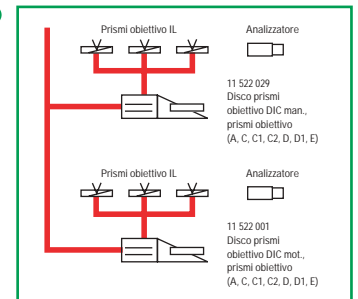 Prismi obiettivo IL
Analizzatore
11 522 029
Disco prismi
obiettivo DIC man.,
prismi obiettivo
(A, C, C1, C2, D, D1, E)
Prismi obiettivo IL
Analizzatore
11 522 001
Disco prismi
obiettivo DIC mot.,
prismi obiettivo
(A, C, C1, C2, D, D1, E)